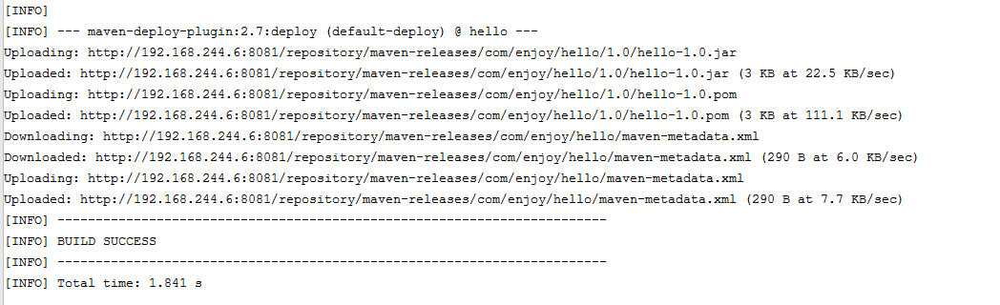 [INFO]
[INFO] --- maven-deploy-plugin:2.7:deploy (default-deploy) @ hello ---
Uploading: http://192.168.244.6:8081/repository/maven-releases/com/enjoy/hello/1.0/hello-1.0.jar
Uploaded: http://192.168.244.6:8081/repository/maven-releases/com/enjoy/hello/1.0/hello-1.0.jar (3 KB at 22.5 KB/sec)
Uploading: http://192.168.244.6:8081/repository/maven-releases/com/enjoy/hello/1.0/hello-1.0.pom
Uploaded: http://192.168.244.6:8081/repository/maven-releases/com/enjoy/hello/1.0/hello-1.0.pom (3 KB at 111.1 KB/sec)
Downloading: http://192.168.244.6:8081/repository/maven-releases/com/enjoy/hello/maven-metadata.xml
Downloaded: http://192.168.244.6:8081/repository/maven-releases/com/enjoy/hello/maven-metadata.xml (290 B at 6.0 KB/sec)
Uploading: http://192.168.244.6:8081/repository/maven-releases/com/enjoy/hello/maven-metadata.xml
Uploaded: http://192.168.244.6:8081/repository/maven-releases/com/enjoy/hello/maven-metadata.xml (290 B at 7.7 KB/sec)
[INFO] ------------------------------------------------------------------------
[INFO] BUILD SUCCESS
[INFO] ------------------------------------------------------------------------
[INFO] Total time: 1.841 s